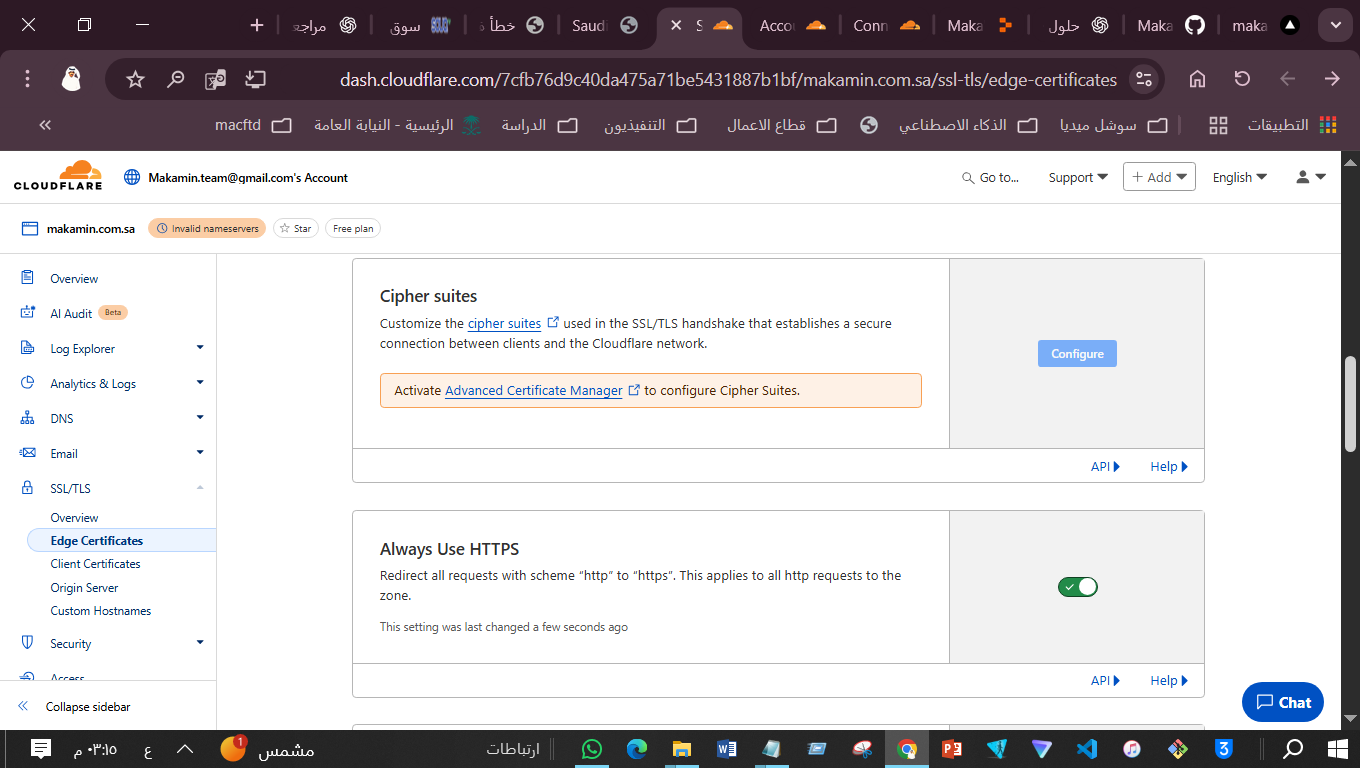 مراجعـ
سوق
خطأ ه
Saudi
S
Acco
Conn
Maka
حلول
Maka
maka
dash.cloudflare.com/7cfb76d9c40da475a71be5431887b1bf/makamin.com.sa/ssl-tls/edge-certificates
التطبيقات
سوشل ميديا
الذكاء الاصطناعي
قطاع الاعمال
التنفيذيون
الدراسة
الرئيسية - النيابة العامة
macftd
CLOUDFLARE
Makamin.team@gmail.com's Account
Go to...
Support
+ Add
English
makamin.com.sa
Invalid nameservers
Star
Free plan
Overview
AI Audit Beta
Log Explorer
Analytics & Logs
DNS
Email
SSL/TLS
Overview
Edge Certificates
Client Certificates
Origin Server
Custom Hostnames
Security
Access
Collapse sidebar
Cipher suites
Customize the cipher suites used in the SSL/TLS handshake that establishes a secure
connection between clients and the Cloudflare network.
Activate Advanced Certificate Manager to configure Cipher Suites.
Configure
API
Help
Always Use HTTPS
Redirect all requests with scheme “http” to “https”. This applies to all http requests to the
zone.
This setting was last changed a few seconds ago
API
Help
Chat
ارتباطات
مشمس
1
ع
٠٣:١٥ م